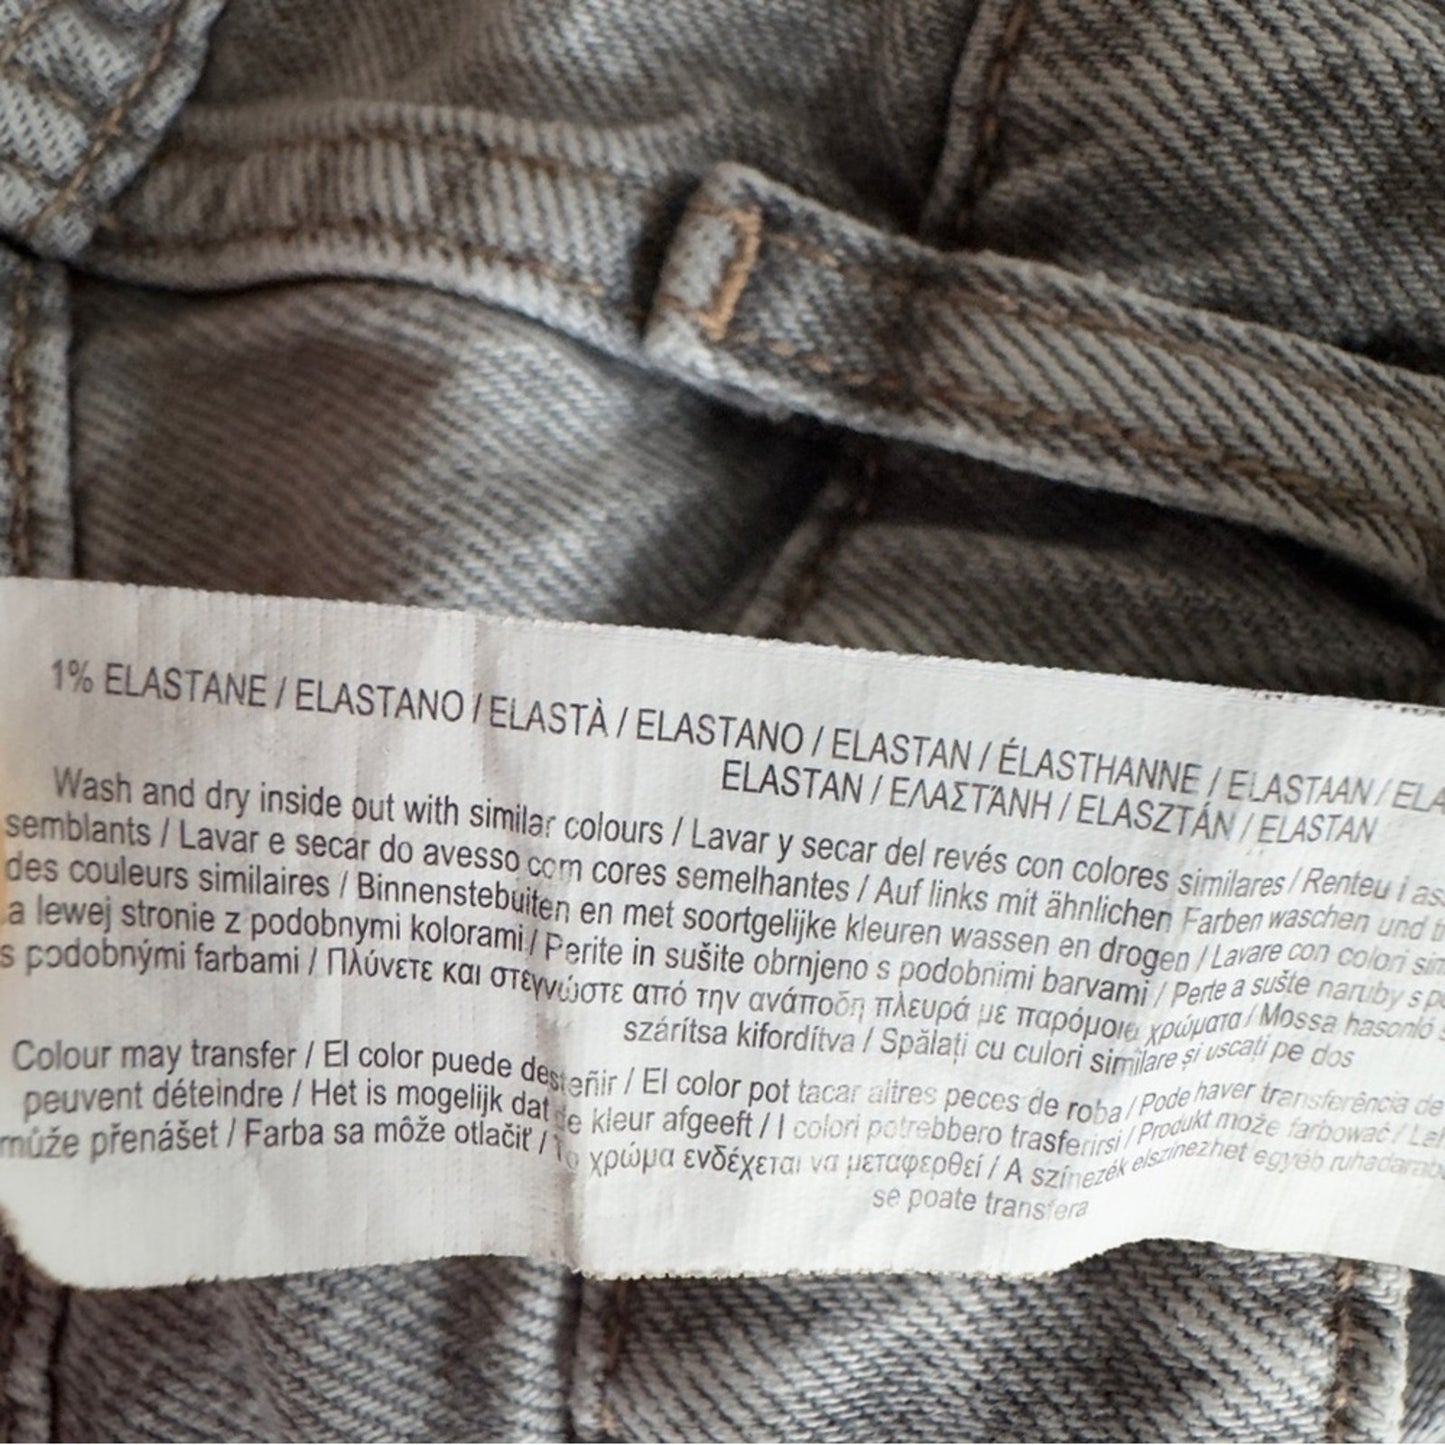 1% ELASTANE / ELASTANO / ELASTÀ / ELASTANO / ELASTAN / ÉLASTHANNE / ELASTAAN / ELA
ELASTAN / ΕΛΑΣΤΆΝΗ / ELASZTÁN / ELASTAN
Wash and dry inside out with similar colours / Lavar y secar del revés con colores similares / Renteu i
semblants / Lavar e secar do avesso com cores semelhantes / Auf links mit ähnlichen Farben waschen und
des couleurs similaires / Binnenstebuiten en met soortgelijke kleuren wassen en drogen / Lavare con colori
a lewej stronie z podobnymi kolorami / Perite in sušite obrnjeno s podobnimi barvami / Perte a sušte naruby s
s podobnými farbami / Πλύνετε και στεγνώστε από την ανάποδη πλευρά με παρόμοια χρώματα / Mossa hasonló
szárítsa kifordítva / Spălați cu culori similare și uscați pe dos
Colour may transfer / El color puede desteñir / El color pot tacar altres peces de roba / Pode haver transferência de
peuvent déteindre / Het is mogelijk dat de kleur afgeeft / I colori potrebbero trasferirsi / Produkt może farbować /
může přenášet / Farba sa môže otlačiť / Το χρώμα ενδέχεται να μεταφερθεί / A színezék elszínezhet egyéb
se poate transfera